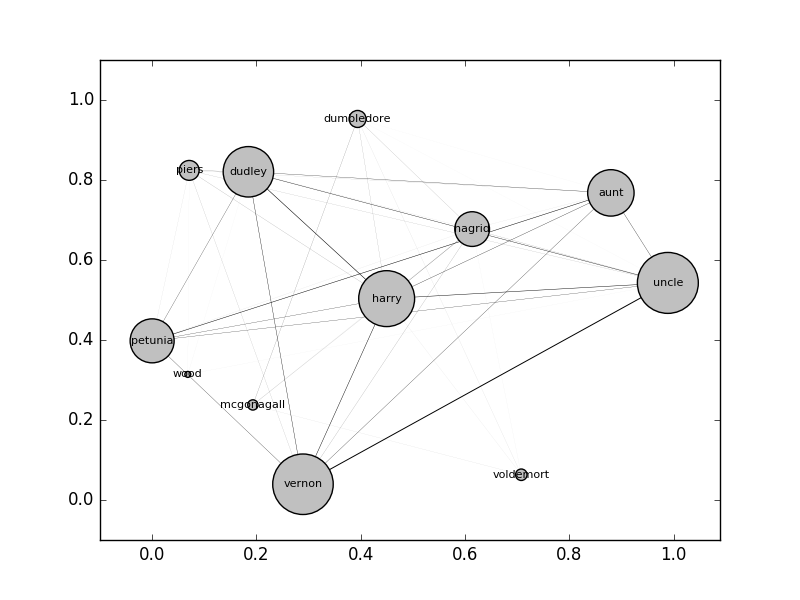 1.0
0.8
0.6
0.4
0.2
0.0
dumbledore
piers
dudley
aunt
hagrid
uncle
harry
petunia
wood
mcgonagall
voldemort
vernon
0.0 0.2 0.4 0.6 0.8 1.0